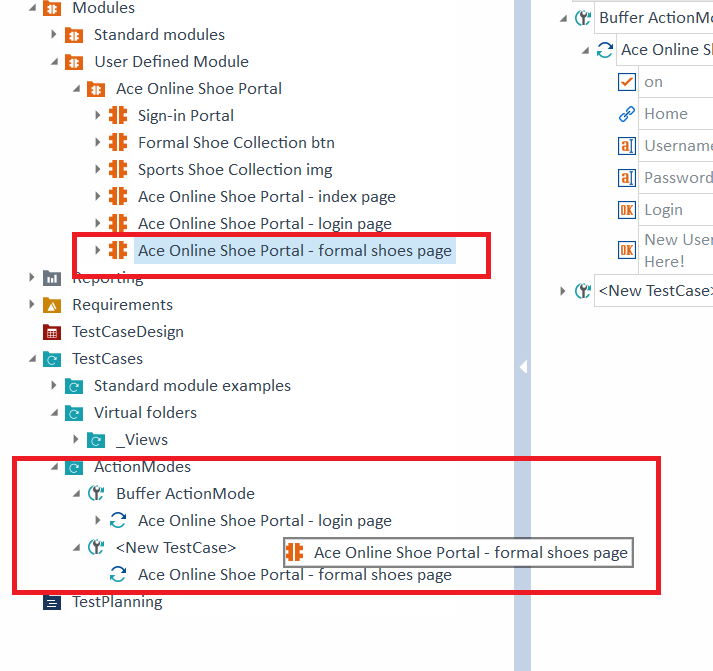 Modules
Standard modules
User Defined Module
Ace Online Shoe Portal
Sign-in Portal
Formal Shoe Collection btn
Sports Shoe Collection img
Ace Online Shoe Portal - index page
Ace Online Shoe Portal - login page
Ace Online Shoe Portal - formal shoes page
Reporting
Requirements
TestCaseDesign
TestCases
Standard module examples
Virtual folders
_Views
ActionModes
Buffer ActionMode
Ace Online Shoe Portal - login page
<New TestCase>
Ace Online Shoe Portal - formal shoes page
Ace Online Shoe Portal - formal shoes page
TestPlanning
Buffer ActionMo
Ace Online S
on
Home
Username
Password
Login
New User
Here!
<New TestCase>